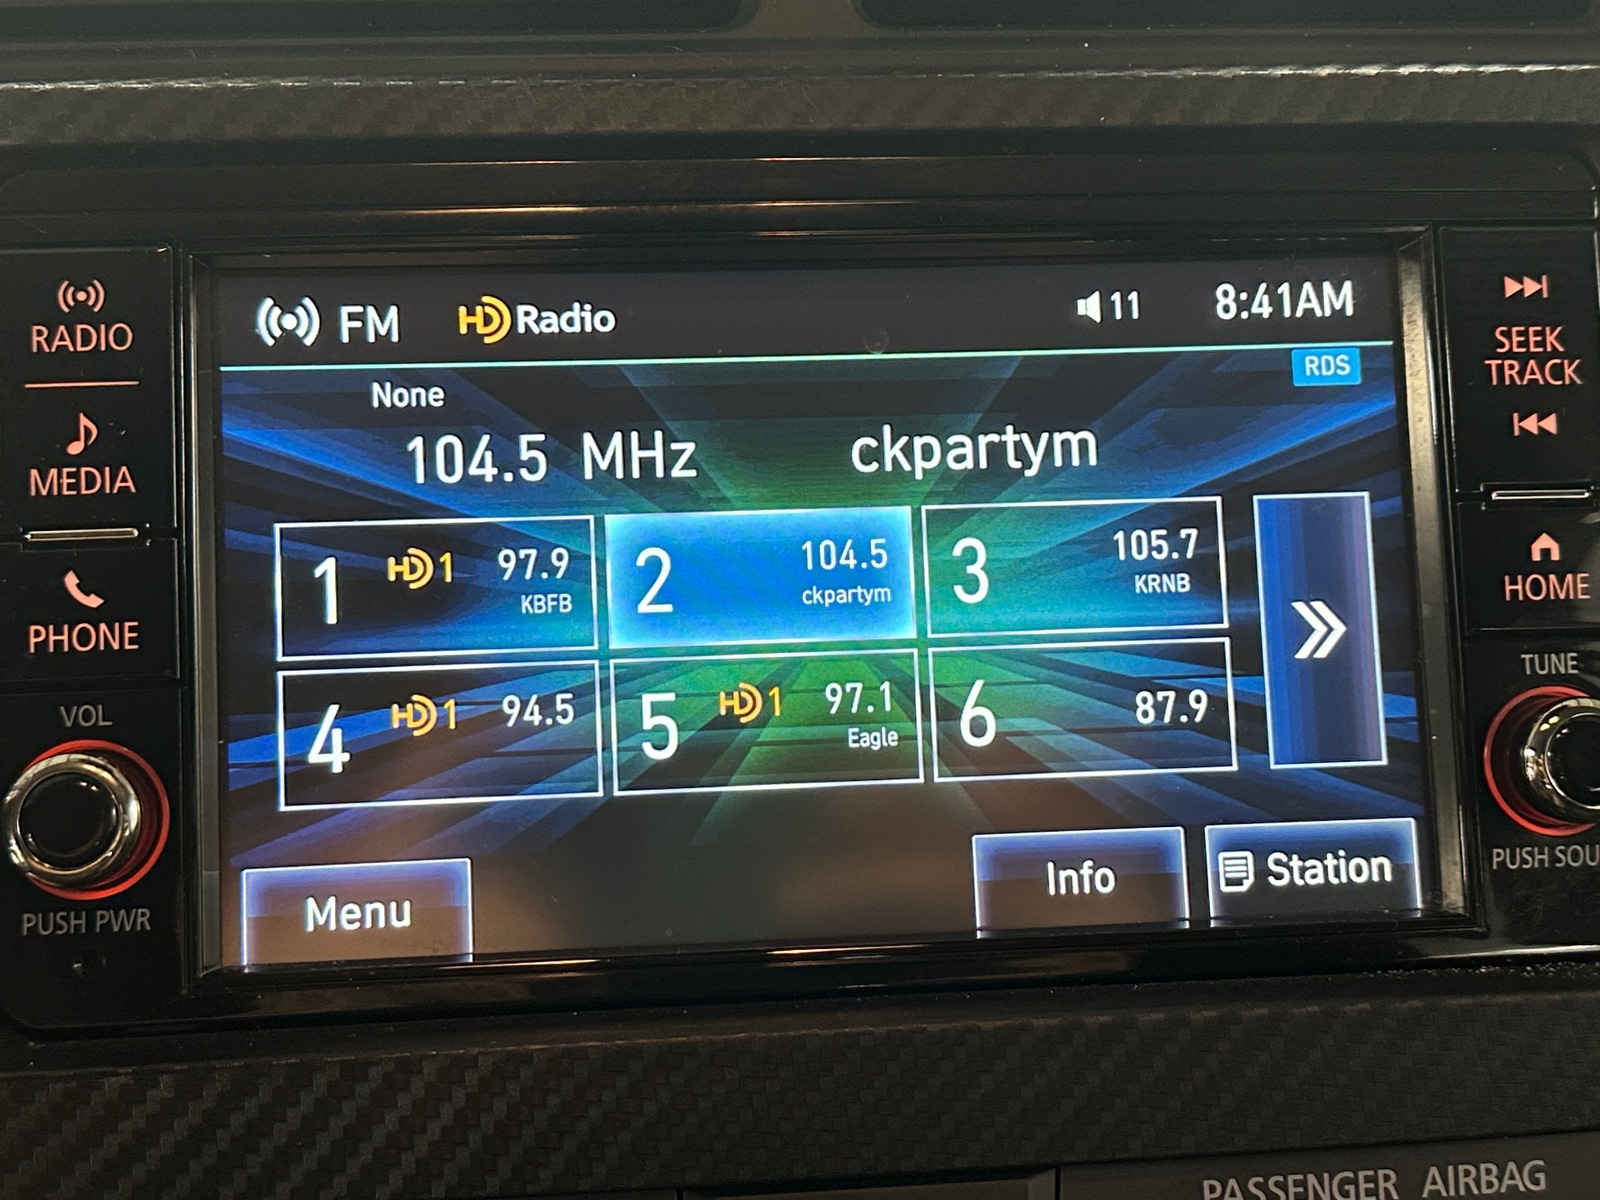 RADIO
MEDIA
PHONE
VOL
PUSH PWR
FM HD Radio 11 8:41AM
RDS
None
104.5 MHz ckpartym
1 HD 1 97.9
KBFB
2 104.5
ckpartym
3 105.7
KRNB
4 HD 1 94.5
5 HD 1 97.1
Eagle
6 87.9
Menu
Info
Station
SEEK
TRACK
HOME
TUNE
PUSH SOU
PASSENGER AIRBAG